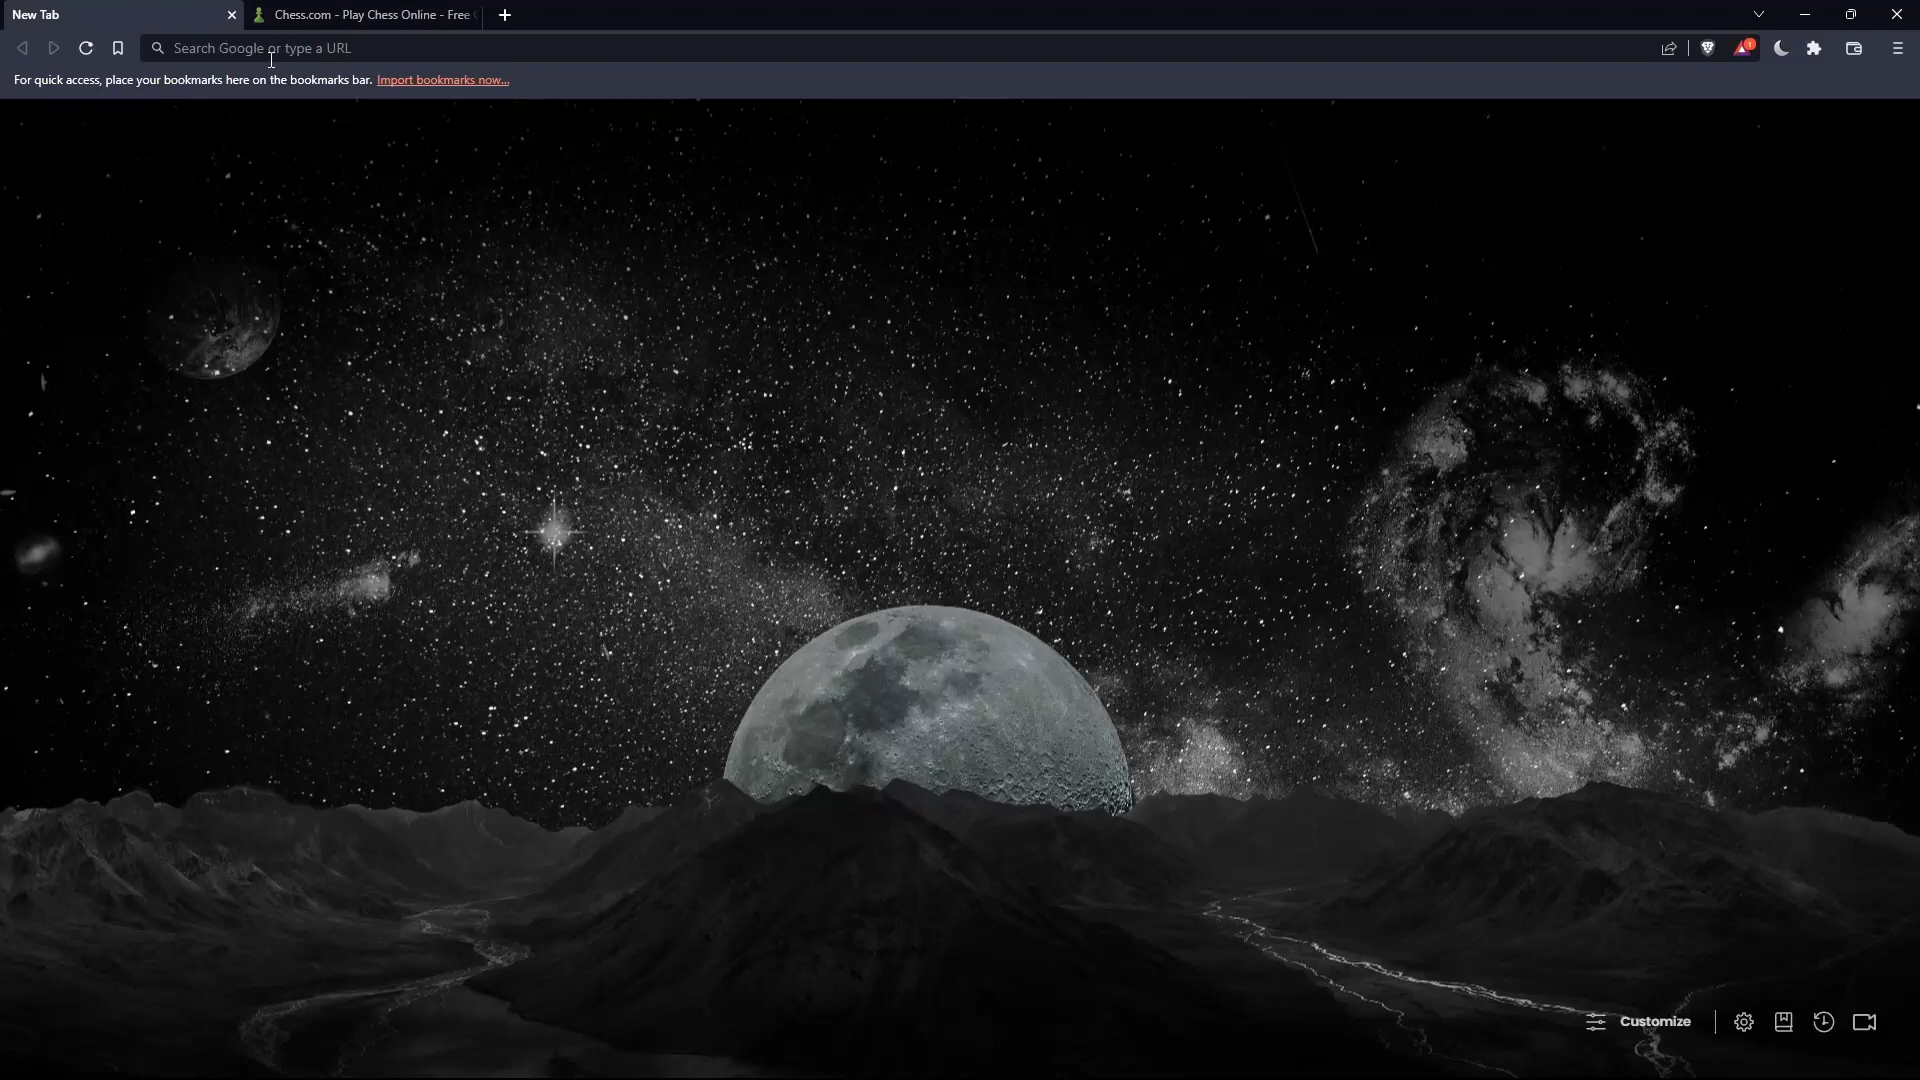 New Tab
Chess.com - Play Chess Online - Free
Search Google or type a URL
1
For quick access, place your bookmarks here on the bookmarks bar. Import bookmarks now...
Customize